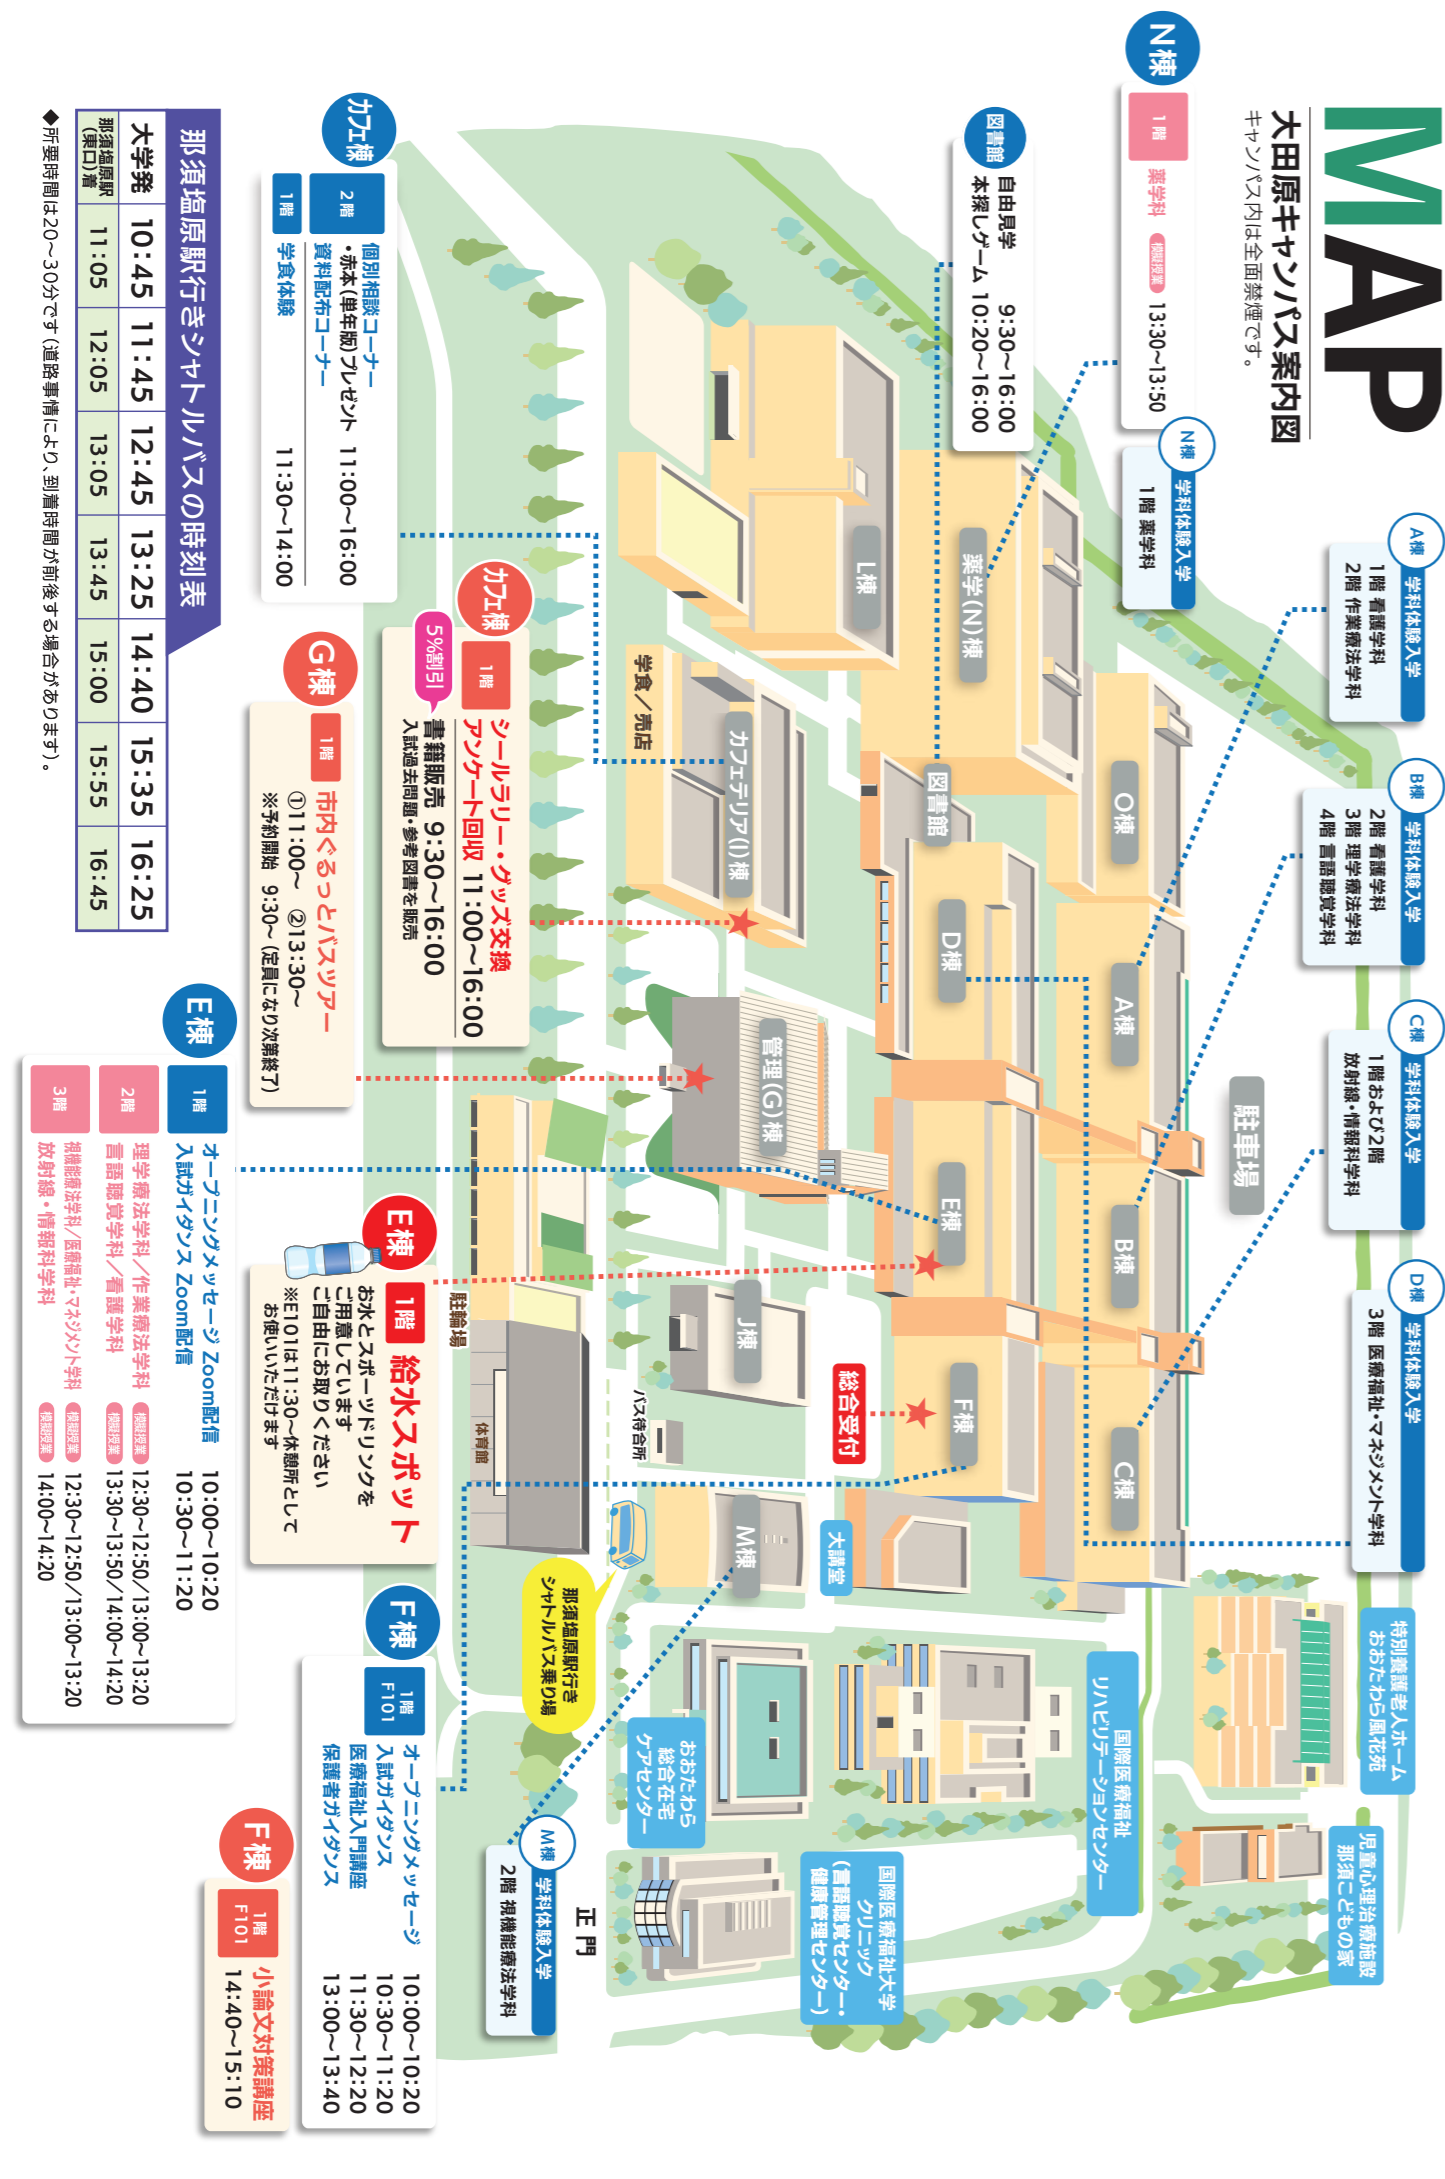 MAP
大田原キャンパス案内図
キャンパス内は全面禁煙です。
N棟
1階
薬学科
模擬授業
13:30〜13:50
N棟
学科体験入学
1階 薬学科
A棟
学科体験入学
1階 看護学科
2階 作業療法学科
B棟
学科体験入学
2階 看護学科
3階 理学療法学科
4階 言語聴覚学科
C棟
学科体験入学
1階および2階
放射線・情報科学科
D棟
学科体験入学
3階 医療福祉・マネジメント学科
図書館
自由見学 9:30〜16:00
本探しゲーム 10:20〜16:00
駐車場
特別養護老人ホーム
おおたわら風花苑
児童心理治療施設
那須こどもの家
O棟
A棟
B棟
C棟
薬学(N)棟
L棟
図書館
D棟
E棟
F棟
国際医療福祉
リハビリテーションセンター
総合受付
大講堂
国際医療福祉大学
クリニック
(言語聴覚センター・
健康管理センター)
カフェテリア(I)棟
学食/売店
管理(G)棟
J棟
M棟
バス待合所
おおたわら
総合在宅
ケアセンター
駐輪場
体育館
那須塩原駅行き
シャトルバス乗り場
正門
M棟
学科体験入学
2階 視機能療法学科
カフェ棟
2階
個別相談コーナー
・赤本(単年版)プレゼント 11:00〜16:00
資料配布コーナー
1階
学食体験 11:30〜14:00
カフェ棟
1階
シールラリー・グッズ交換
アンケート回収 11:00〜16:00
5%割引
書籍販売 9:30〜16:00
入試過去問題・参考図書を販売
G棟
1階
市内ぐるっとバスツアー
①11:00〜 ②13:30〜
※予約開始 9:30〜(定員になり次第終了)
E棟
1階
給水スポット
お水とスポーツドリンクを
ご用意しています
ご自由にお取りください
※E101は11:30〜休憩所として
お使いいただけます
F棟
1階
F101
オープニングメッセージ 10:00〜10:20
入試ガイダンス 10:30〜11:20
医療福祉入門講座 11:30〜12:20
保護者ガイダンス 13:00〜13:40
F棟
1階
F101
小論文対策講座
14:40〜15:10
E棟
1階
オープニングメッセージ Zoom配信 10:00〜10:20
入試ガイダンス Zoom配信 10:30〜11:20
2階
理学療法学科/作業療法学科 模擬授業 12:30〜12:50/13:00〜13:20
言語聴覚学科/看護学科 模擬授業 13:30〜13:50/14:00〜14:20
3階
視機能療法学科/医療福祉・マネジメント学科 模擬授業 12:30〜12:50/13:00〜13:20
放射線・情報科学科 模擬授業 14:00〜14:20
那須塩原駅行きシャトルバスの時刻表
大学発 10:45 11:45 12:45 13:25 14:40 15:35 16:25
那須塩原駅
(東口)着 11:05 12:05 13:05 13:45 15:00 15:55 16:45
◆所要時間は20〜30分です(道路事情により、到着時間が前後する場合があります)。